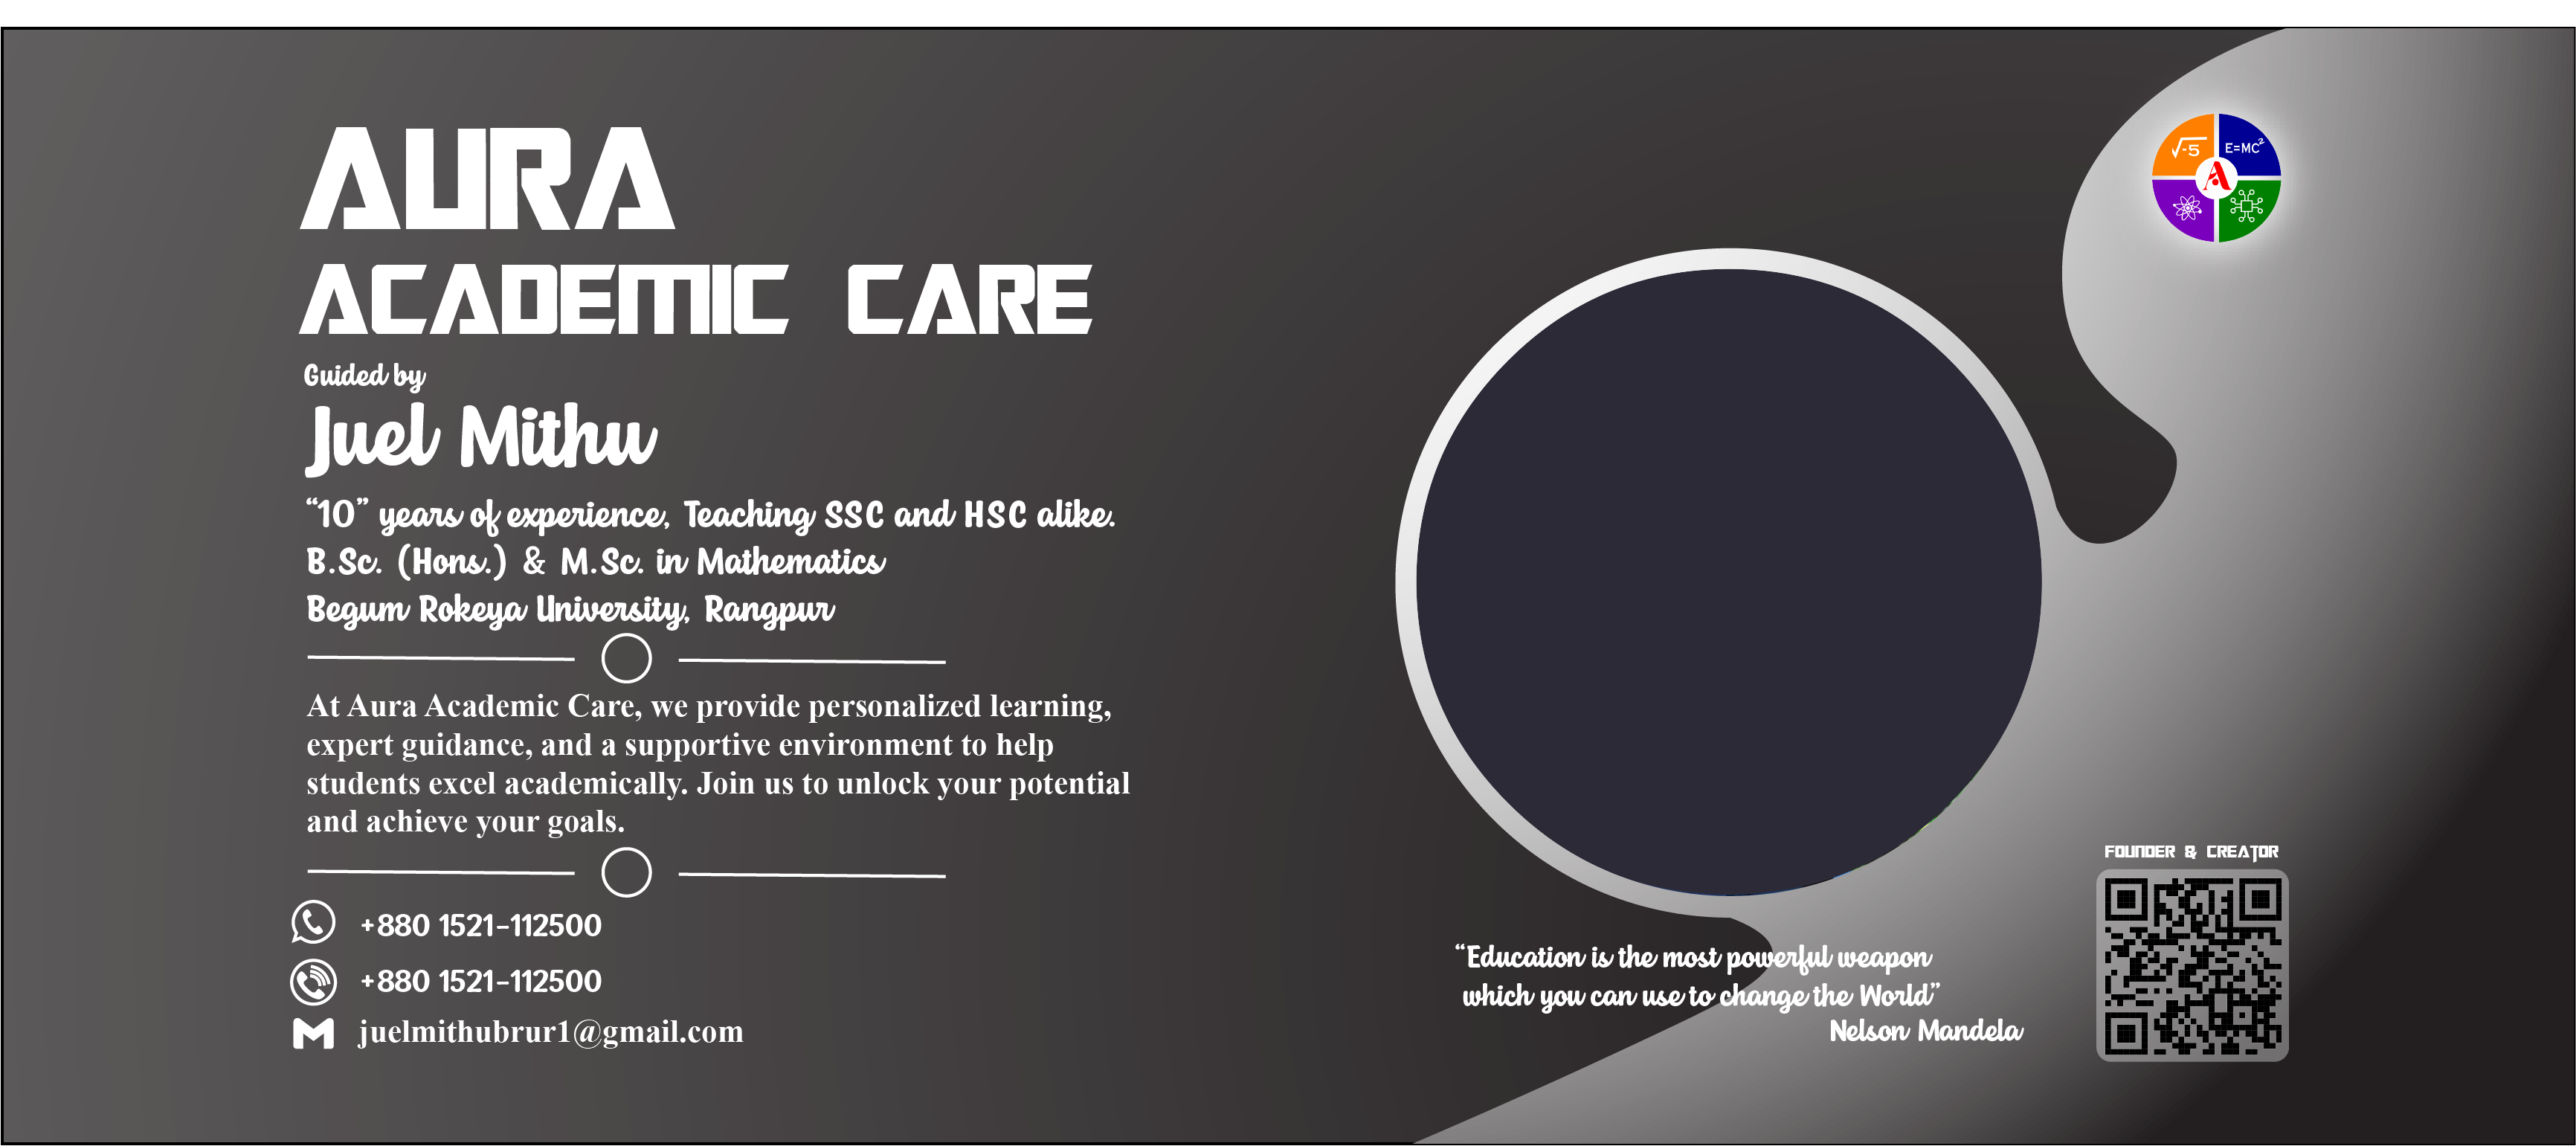 AURA
ACADEMIC CARE
Guided by
Juel Mithu
“10” years of experience, Teaching SSC and HSC alike.
B.Sc. (Hons.) & M.Sc. in Mathematics
Begum Rokeya University, Rangpur
At Aura Academic Care, we provide personalized learning,
expert guidance, and a supportive environment to help
students excel academically. Join us to unlock your potential
and achieve your goals.
+880 1521-112500
+880 1521-112500
juelmithubrur1@gmail.com
√-5
E=MC²
A
“Education is the most powerful weapon
which you can use to change the World”
Nelson Mandela
FOUNDER & CREATOR